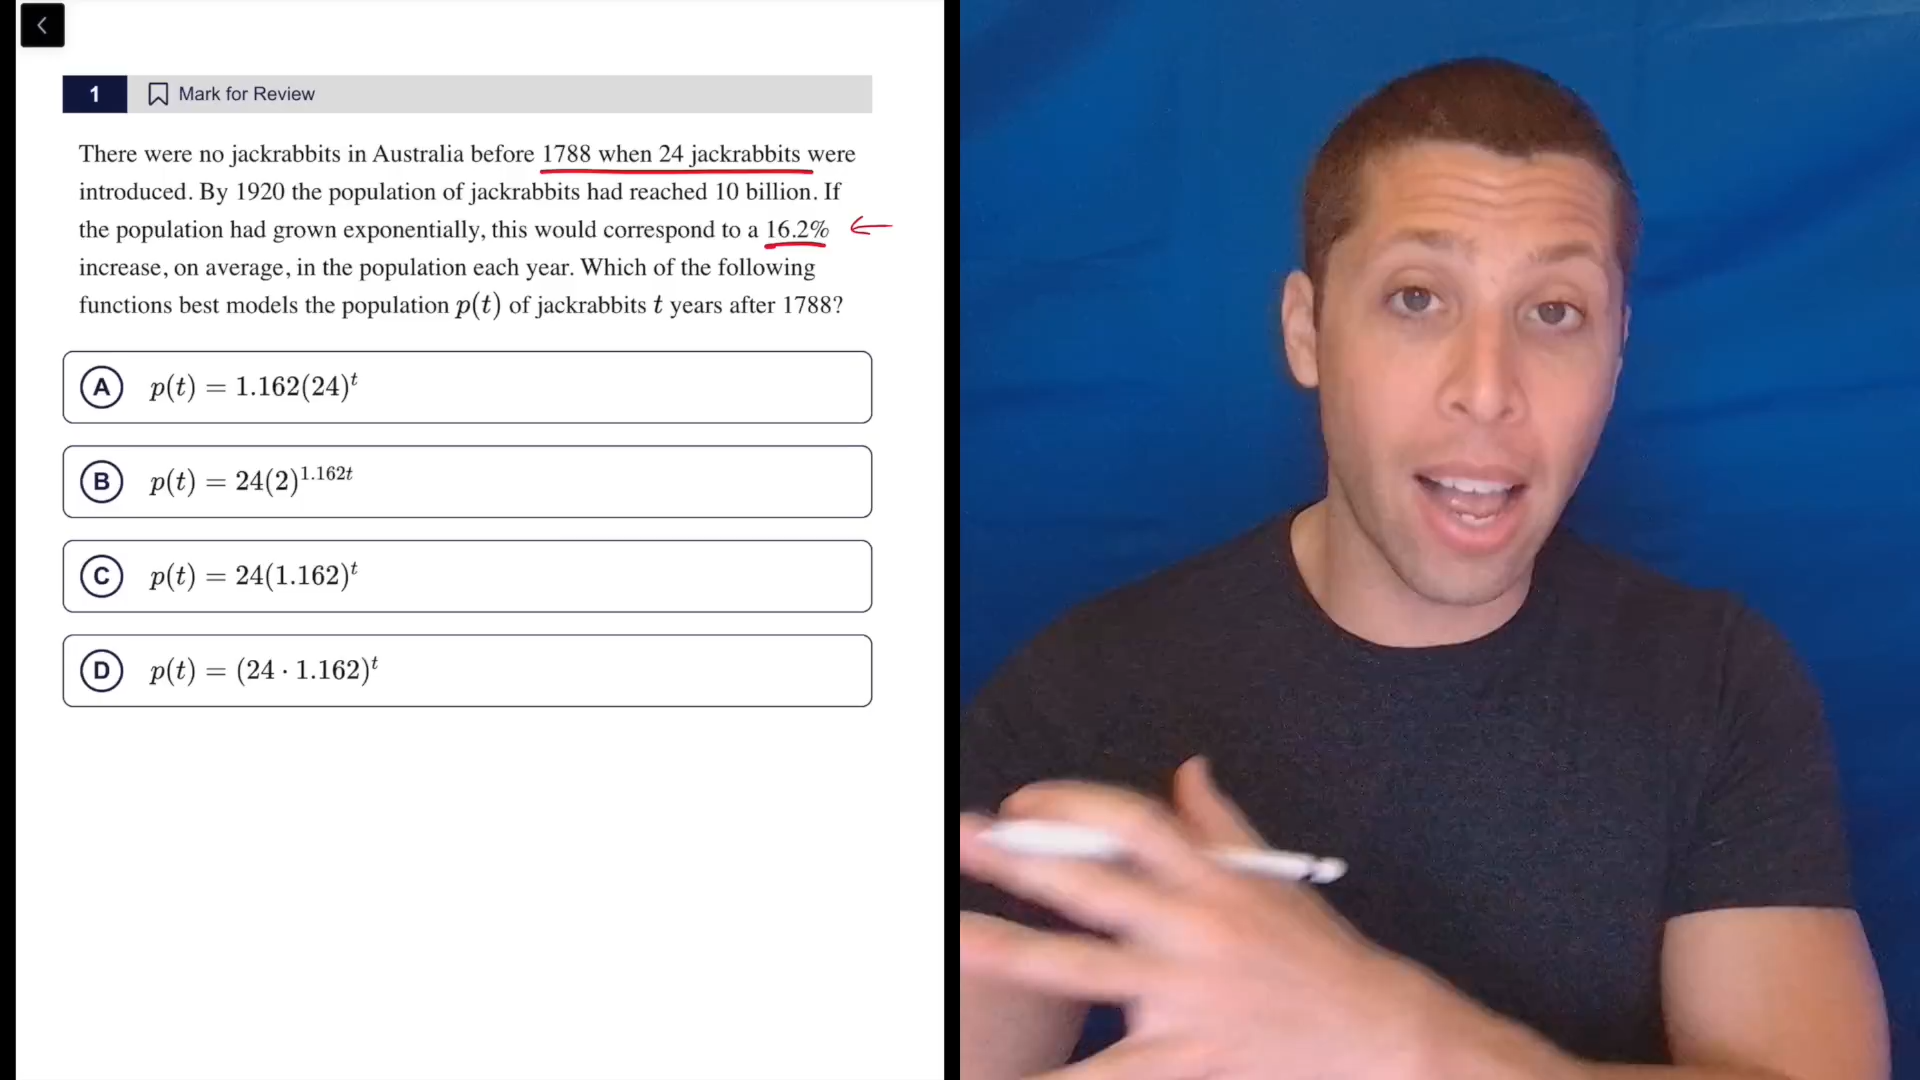 1 Mark for Review
There were no jackrabbits in Australia before 1788 when 24 jackrabbits were
introduced. By 1920 the population of jackrabbits had reached 10 billion. If
the population had grown exponentially, this would correspond to a 16.2%
increase, on average, in the population each year. Which of the following
functions best models the population p(t) of jackrabbits t years after 1788?
A p(t) = 1.162(24)^t
B p(t) = 24(2)^{1.162t}
C p(t) = 24(1.162)^t
D p(t) = (24 · 1.162)^t